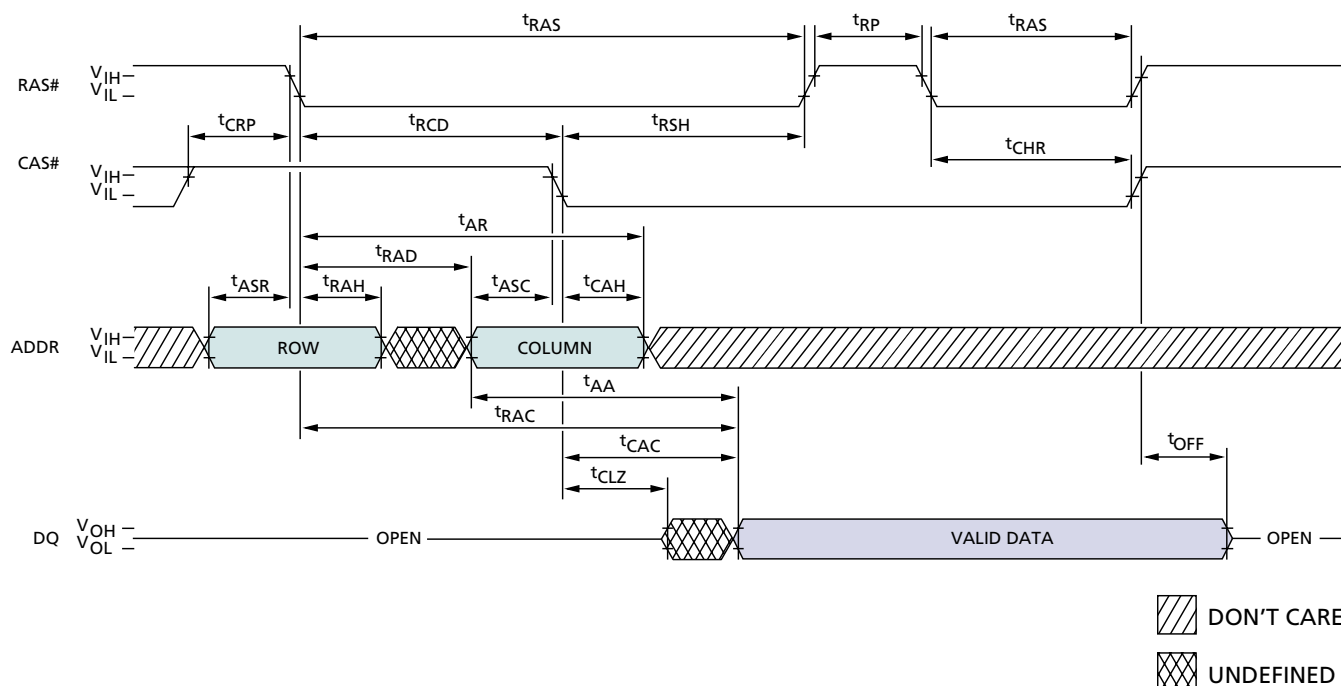 tRAS tRP tRAS
RAS# VIH
VIL
tCRP tRCD tRSH
CAS# VIH
VIL
tCHR
tAR
tRAD
tASR tRAH tASC tCAH
ADDR VIH
VIL
ROW COLUMN
tAA
tRAC
tCAC tOFF
tCLZ
DQ VOH
VOL
OPEN VALID DATA OPEN
DON'T CARE
UNDEFINED